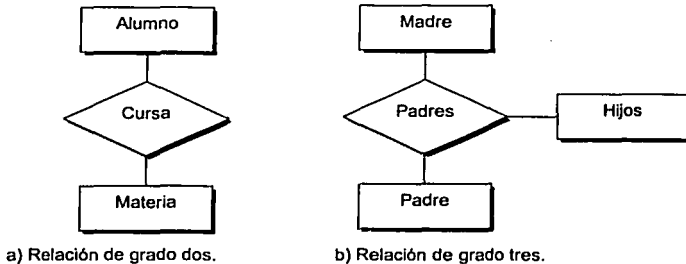 Alumno
Cursa
Materia
a) Relación de grado dos.
Madre
Padres
Hijos
Padre
b) Relación de grado tres.